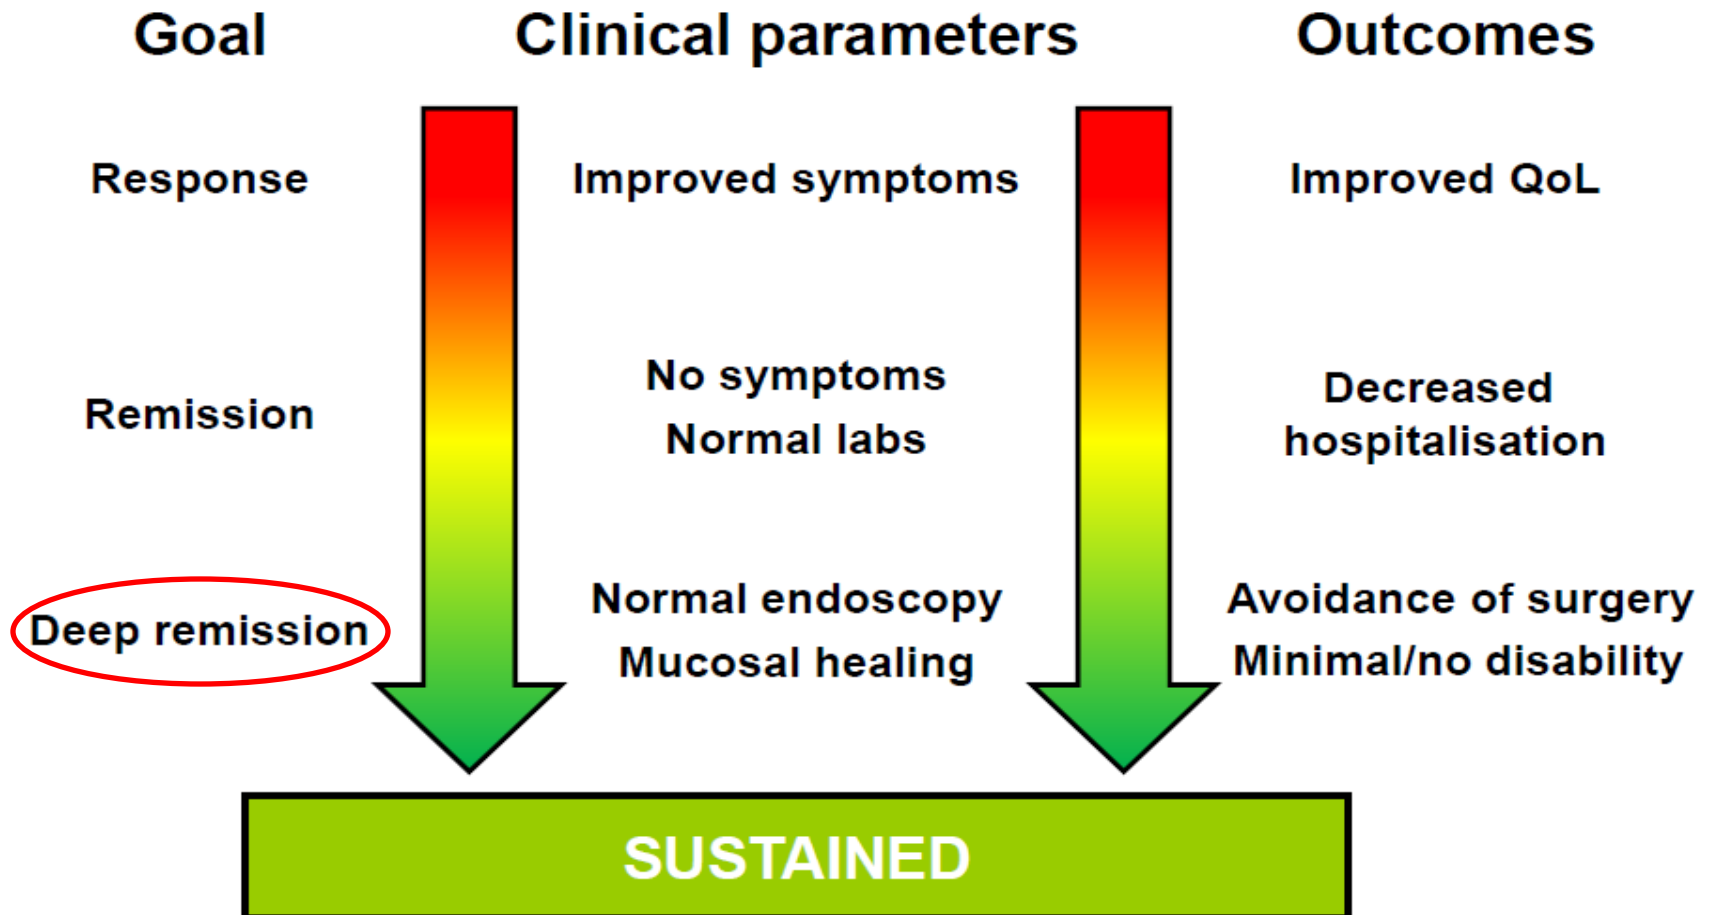 Goal Clinical parameters Outcomes
Response Improved symptoms Improved QoL
Remission
No symptoms
Normal labs
Decreased
hospitalisation
Deep remission
Normal endoscopy
Mucosal healing
Avoidance of surgery
Minimal/no disability
SUSTAINED